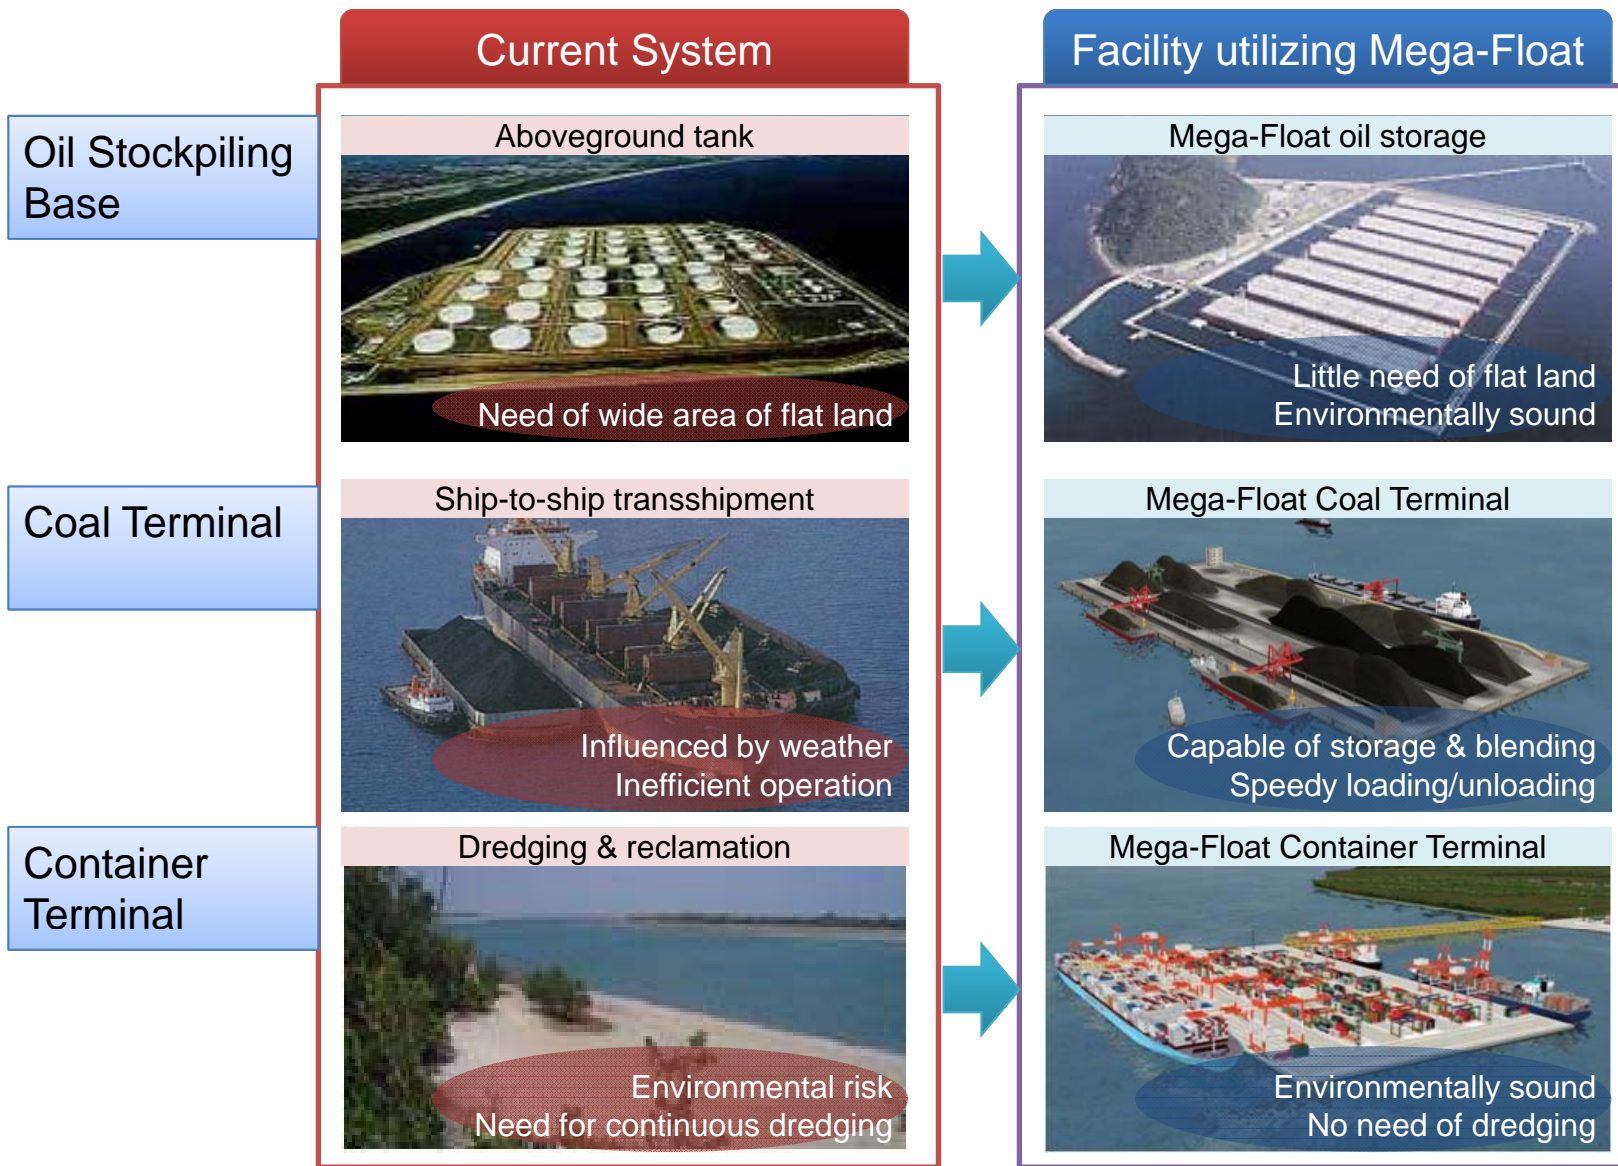 Current System
Facility utilizing Mega-Float
Oil Stockpiling
Base
Aboveground tank
Need of wide area of flat land
Mega-Float oil storage
Little need of flat land
Environmentally sound
Coal Terminal
Ship-to-ship transshipment
Influenced by weather
Inefficient operation
Mega-Float Coal Terminal
Capable of storage & blending
Speedy loading/unloading
Container
Terminal
Dredging & reclamation
Environmental risk
Need for continuous dredging
Mega-Float Container Terminal
Environmentally sound
No need of dredging